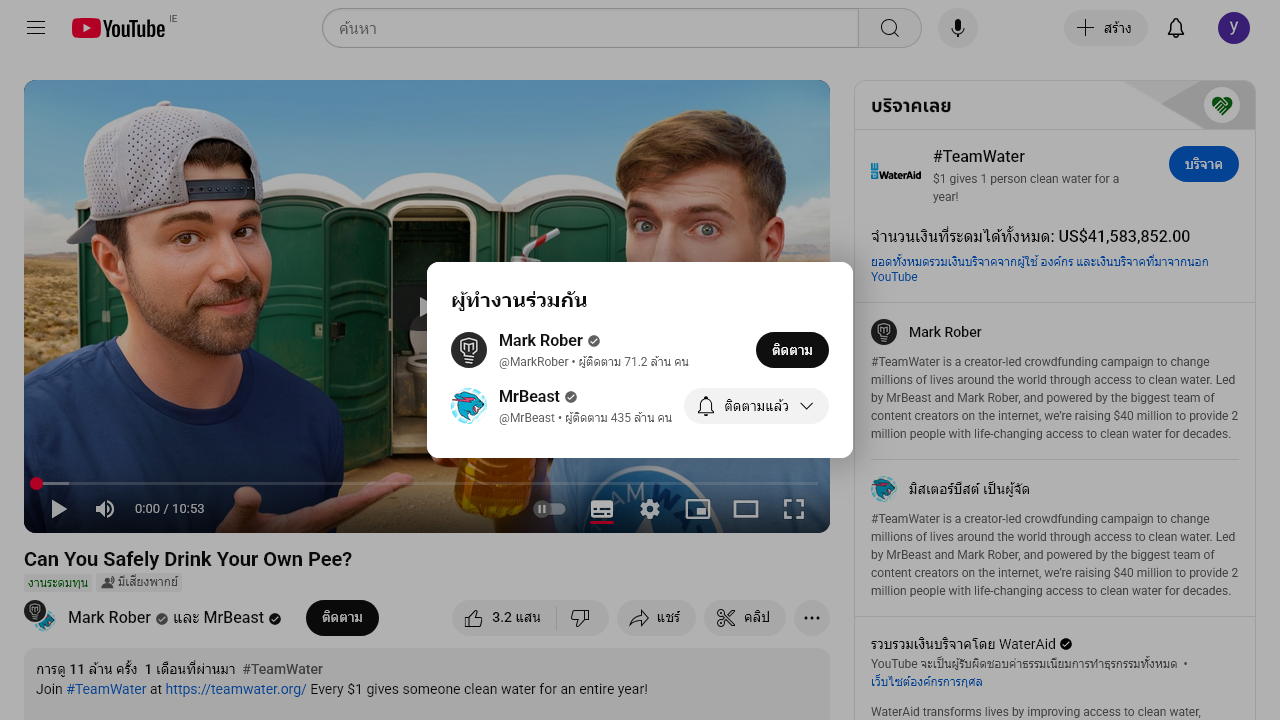 YouTube IE
ค้นหา
สร้าง
y
บริจาคเลย
WaterAid
#TeamWater
$1 gives 1 person clean water for a year!
บริจาค
จำนวนเงินที่ระดมได้ทั้งหมด: US$41,583,852.00
ยอดทั้งหมดรวมเงินบริจาคจากผู้ใช้ องค์กร และเงินบริจาคที่มาจากนอก
YouTube
Mark Rober
#TeamWater is a creator-led crowdfunding campaign to change
millions of lives around the world through access to clean water. Led
by MrBeast and Mark Rober, and powered by the biggest team of
content creators on the internet, we're raising $40 million to provide 2
million people with life-changing access to clean water for decades.
มิสเตอร์บีสต์ เป็นผู้จัด
#TeamWater is a creator-led crowdfunding campaign to change
millions of lives around the world through access to clean water. Led
by MrBeast and Mark Rober, and powered by the biggest team of
content creators on the internet, we're raising $40 million to provide 2
million people with life-changing access to clean water for decades.
รวบรวมเงินบริจาคโดย WaterAid
YouTube จะเป็นผู้รับผิดชอบค่าธรรมเนียมการทำธุรกรรมทั้งหมด •
เว็บไซต์องค์กรการกุศล
WaterAid transforms lives by improving access to clean water,
ผู้ทำงานร่วมกัน
Mark Rober
@MarkRober • ผู้ติดตาม 71.2 ล้าน คน
ติดตาม
MrBeast
@MrBeast • ผู้ติดตาม 435 ล้าน คน
ติดตามแล้ว
0:00 / 10:53
Can You Safely Drink Your Own Pee?
งานระดมทุน
มีเสียงพากย์
Mark Rober และ MrBeast
ติดตาม
3.2 แสน
แชร์
คลิป
การดู 11 ล้าน ครั้ง 1 เดือนที่ผ่านมา #TeamWater
Join #TeamWater at https://teamwater.org/ Every $1 gives someone clean water for an entire year!